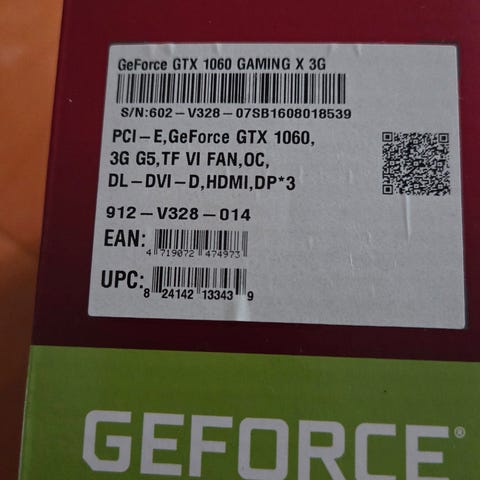 GeForce GTX 1060 GAMING X 3G
S/N:602-V328-07SB1608018539
PCI-E,GeForce GTX 1060,
3G G5,TF VI FAN,OC,
DL-DVI-D,HDMI,DP*3
912-V328-014
EAN:
4 719072 474973
UPC:
8 24142 13343 9
GEFORCE®